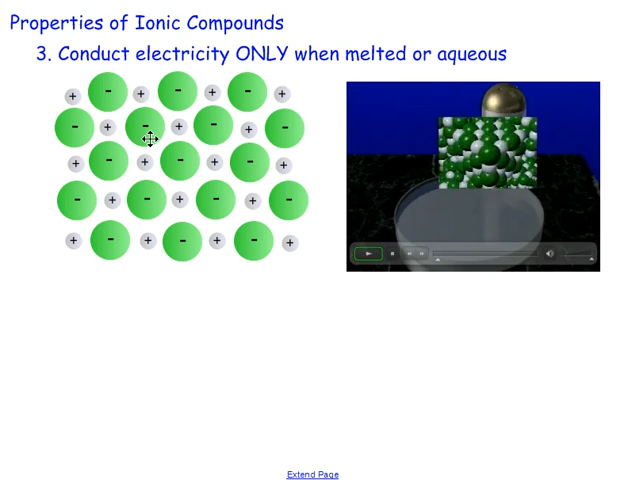 Properties of Ionic Compounds
3. Conduct electricity ONLY when melted or aqueous
+ - + - + - +
- + - + - + -
+ - + - + - +
- + - + - + -
+ - + - + - +
Extend Page